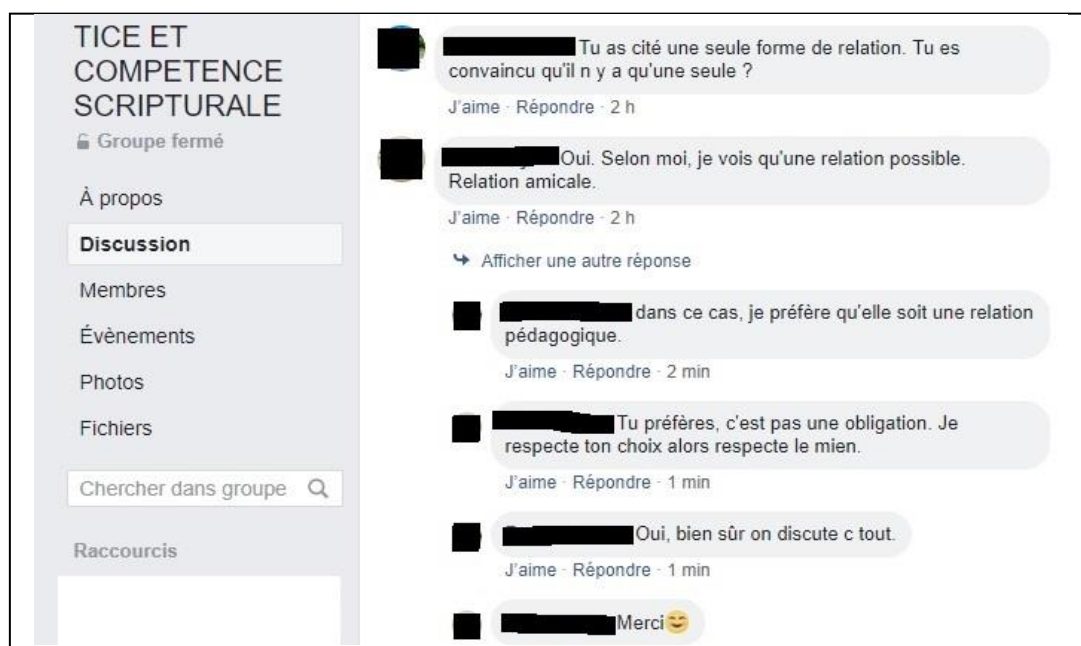 TICE ET
COMPETENCE
SCRIPTURALE
Groupe fermé
À propos
Discussion
Membres
Évènements
Photos
Fichiers
Chercher dans groupe
Raccourcis
Tu as cité une seule forme de relation. Tu es
convaincu qu'il n y a qu'une seule ?
J'aime · Répondre · 2 h
Oui. Selon moi, je vois qu'une relation possible.
Relation amicale.
J'aime · Répondre · 2 h
Afficher une autre réponse
dans ce cas, je préfère qu'elle soit une relation
pédagogique.
J'aime · Répondre · 2 min
Tu préfères, c'est pas une obligation. Je
respecte ton choix alors respecte le mien.
J'aime · Répondre · 1 min
Oui, bien sûr on discute c tout.
J'aime · Répondre · 1 min
Merci😊